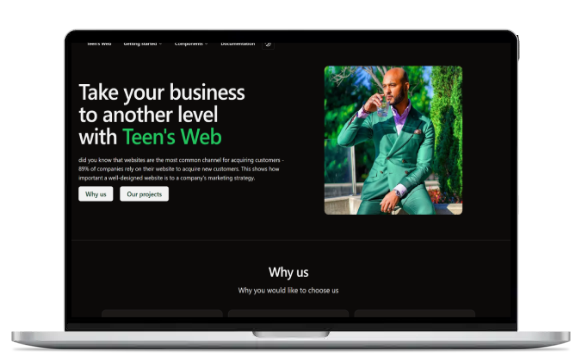 Teen's Web Getting Started Components Documentation
Take your business
to another level
with Teen's Web
did you know that websites are the most common channel for acquiring customers -
89% of companies rely on their website to acquire new customers. This shows how
important a well-designed website is to a company's marketing strategy.
Why us Our projects
Why us
Why you would like to choose us